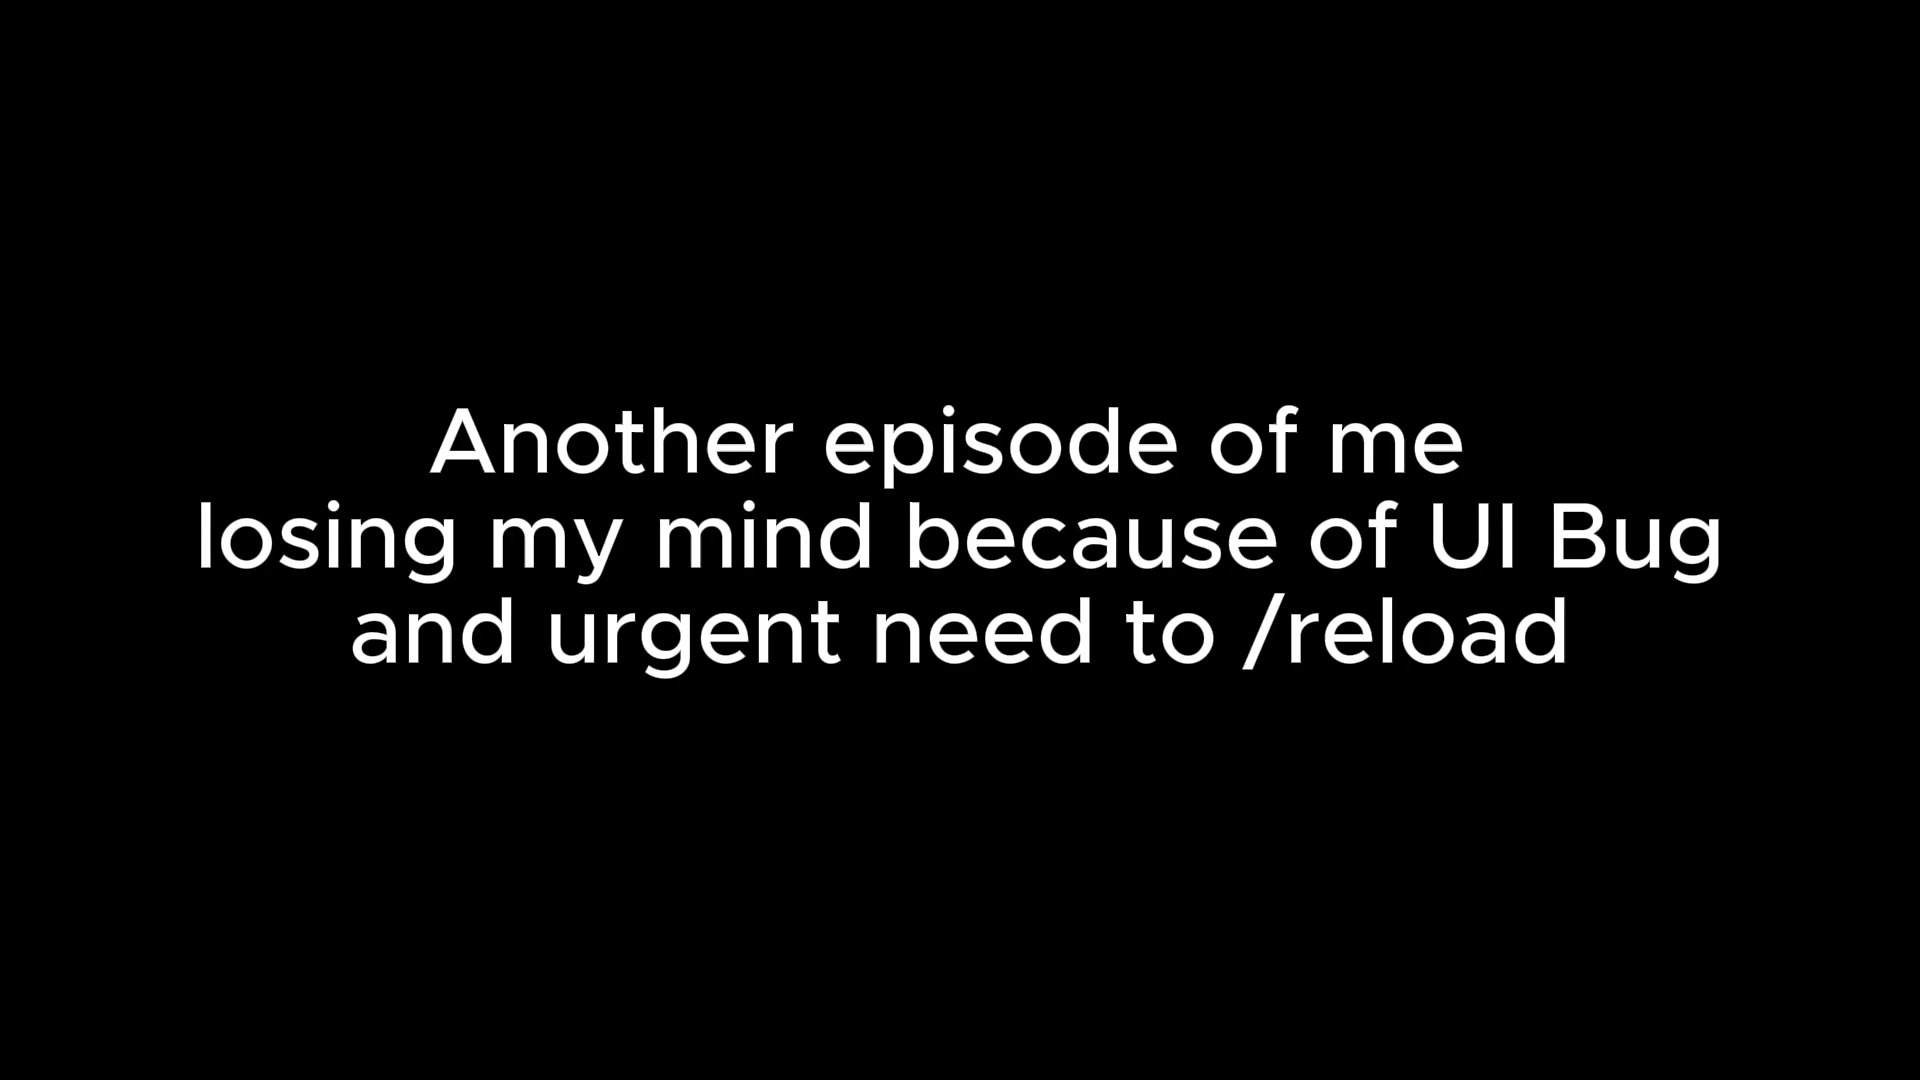 Another episode of me
losing my mind because of UI Bug
and urgent need to /reload